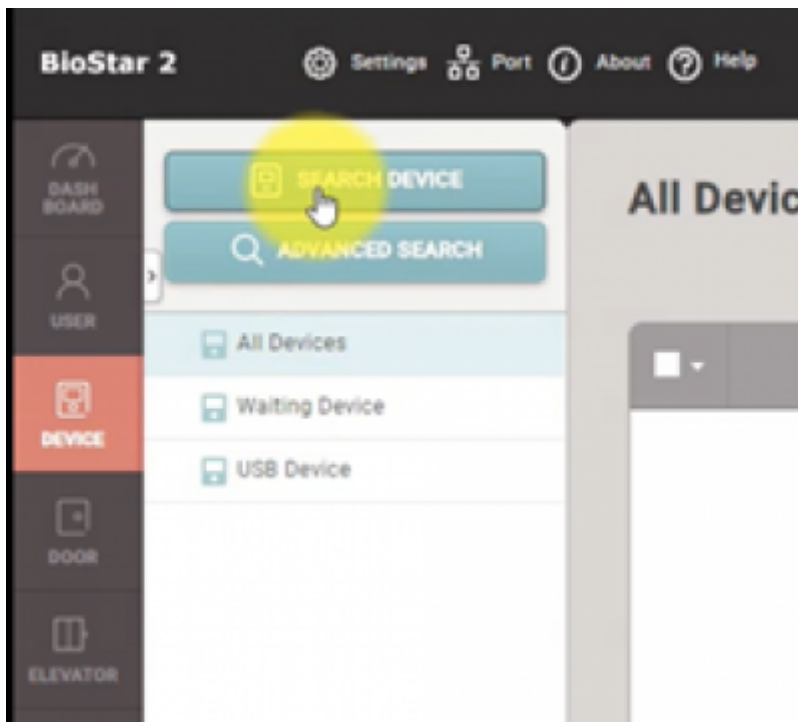 BioStar 2
Settings Port About Help
DASH
BOARD
USER
DEVICE
DOOR
ELEVATOR
SEARCH DEVICE
ADVANCED SEARCH
All Devices
Waiting Device
USB Device
All Devic